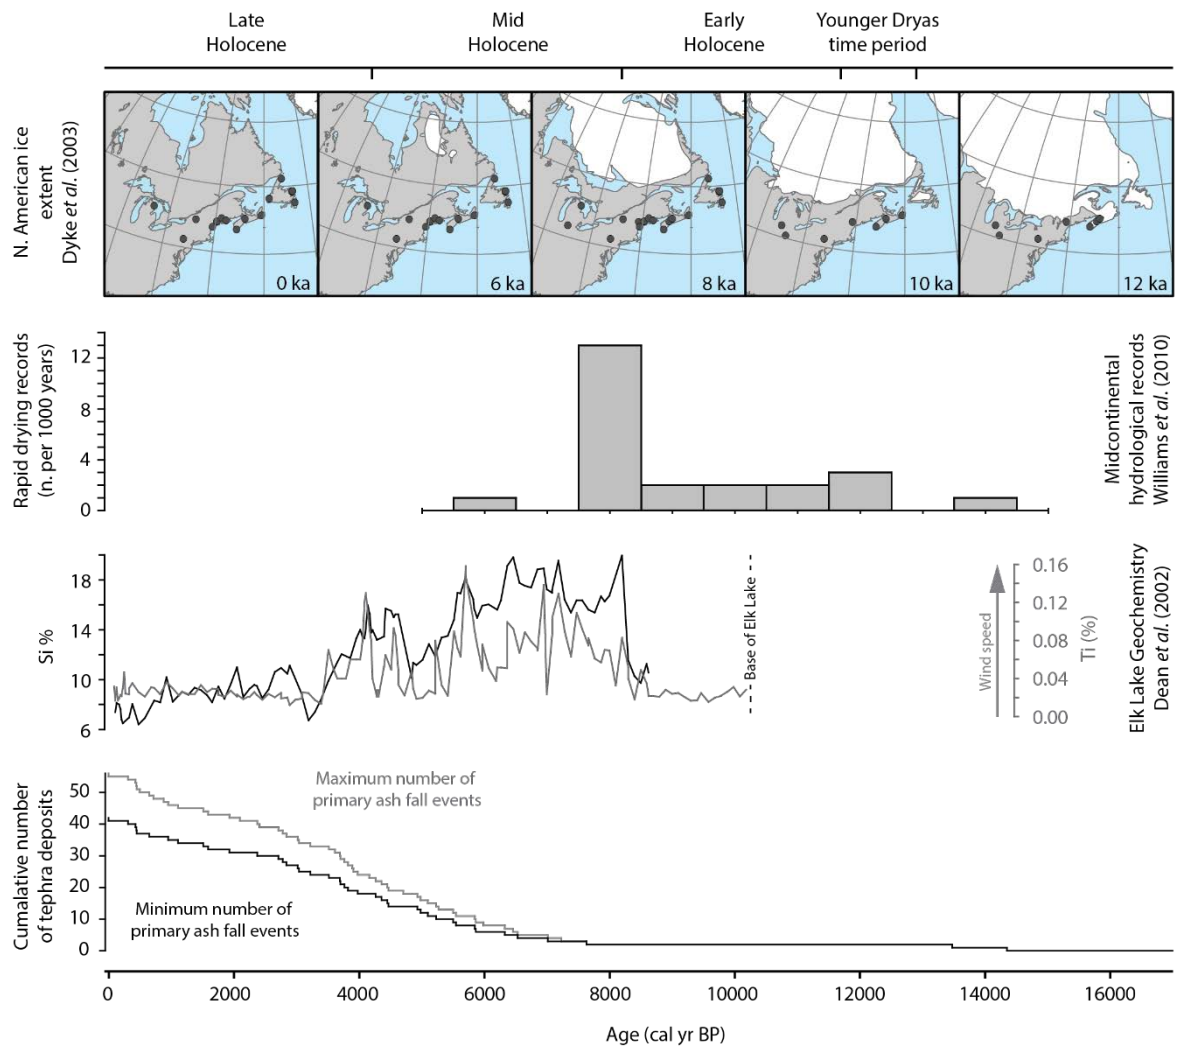 Late
Holocene
Mid
Holocene
Early
Holocene
Younger Dryas
time period
N. American ice
extent
Dyke et al. (2003)
0 ka
6 ka
8 ka
10 ka
12 ka
Rapid drying records
(n. per 1000 years)
12
8
4
0
Midcontinental
hydrological records
Williams et al. (2010)
Si %
18
14
10
6
Base of Elk Lake
Wind speed
0.16
0.12
0.08
0.04
0.00
Ti (%)
Elk Lake Geochemistry
Dean et al. (2002)
Cumalative number
of tephra deposits
50
40
30
20
10
0
Maximum number of
primary ash fall events
Minimum number of
primary ash fall events
0
2000
4000
6000
8000
10000
12000
14000
16000
Age (cal yr BP)